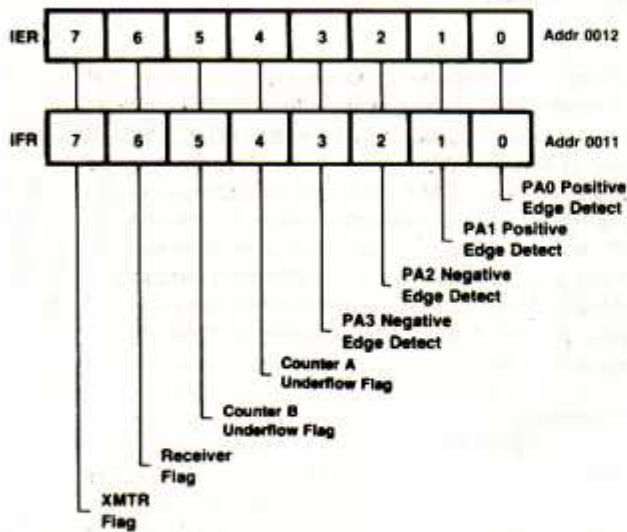 IER 7 6 5 4 3 2 1 0 Addr 0012
IFR 7 6 5 4 3 2 1 0 Addr 0011
PA0 Positive
Edge Detect
PA1 Positive
Edge Detect
PA2 Negative
Edge Detect
PA3 Negative
Edge Detect
Counter A
Underflow Flag
Counter B
Underflow Flag
Receiver
Flag
XMTR
Flag